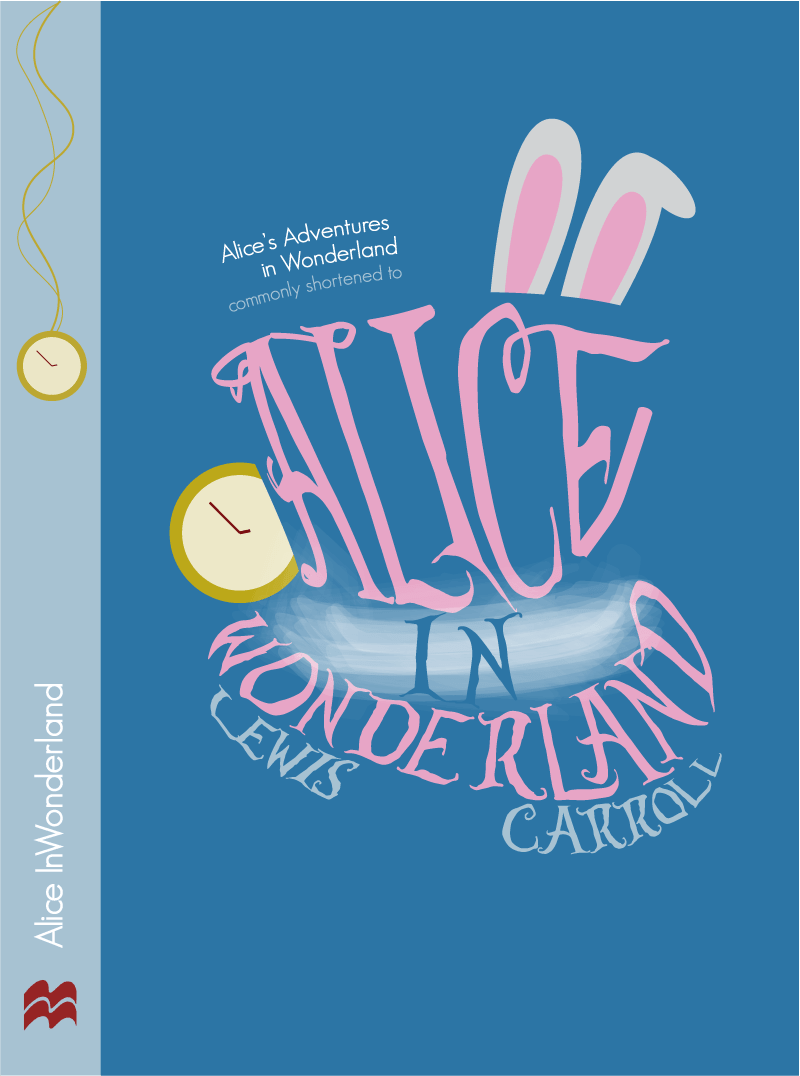 Alice InWonderland
Alice's Adventures
in Wonderland
commonly shortened to
ALICE
IN
WONDERLAND
LEWIS
CARROLL